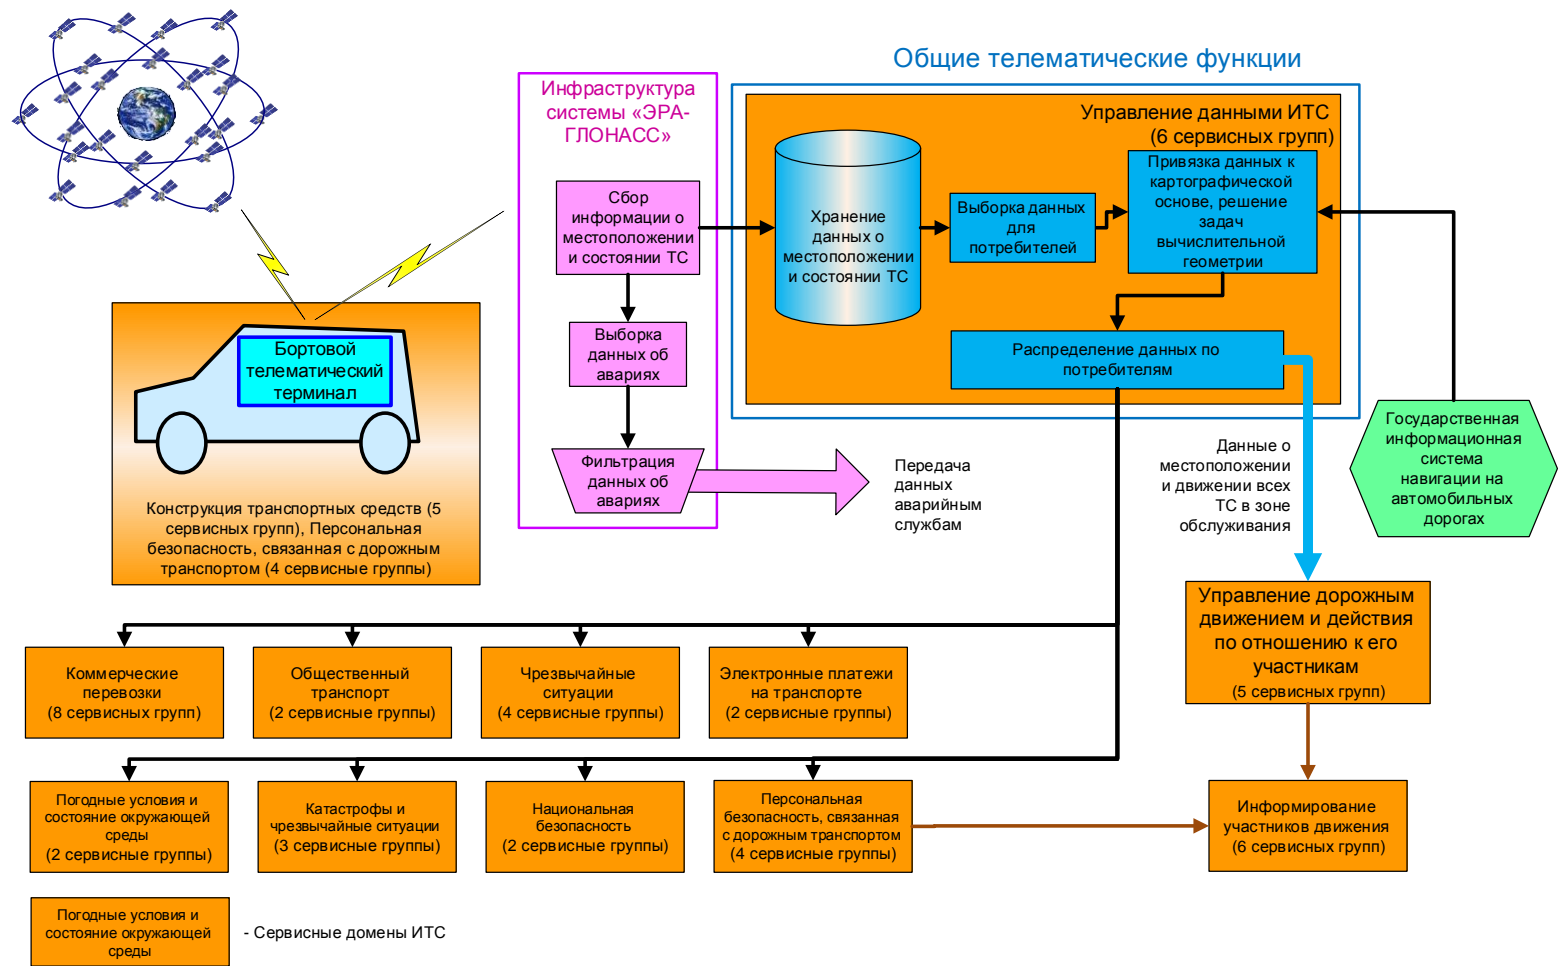 Общие телематические функции
Инфраструктура
системы «ЭРА-
ГЛОНАСС»
Управление данными ИТС
(6 сервисных групп)
Сбор
информации о
местоположении
и состоянии ТС
Хранение
данных о
местоположении
и состоянии ТС
Выборка данных
для
потребителей
Привязка данных к
картографической
основе, решение
задач
вычислительной
геометрии
Выборка
данных об
авариях
Распределение данных по
потребителям
Бортовой
телематический
терминал
Фильтрация
данных об
авариях
Передача
данных
аварийным
службам
Данные о
местоположении
и движении всех
ТС в зоне
обслуживания
Государственная
информационная
система
навигации на
автомобильных
дорогах
Конструкция транспортных средств (5
сервисных групп), Персональная
безопасность, связанная с дорожным
транспортом (4 сервисные группы)
Управление дорожным
движением и действия
по отношению к его
участникам
(5 сервисных групп)
Коммерческие
перевозки
(8 сервисных групп)
Общественный
транспорт
(2 сервисные группы)
Чрезвычайные
ситуации
(4 сервисные группы)
Электронные платежи
на транспорте
(2 сервисные группы)
Погодные условия и
состояние окружающей
среды
(2 сервисные группы)
Катастрофы и
чрезвычайные ситуации
(3 сервисные группы)
Национальная
безопасность
(2 сервисные группы)
Персональная
безопасность, связанная
с дорожным транспортом
(4 сервисные группы)
Информирование
участников движения
(6 сервисных групп)
Погодные условия и
состояние окружающей
среды
- Сервисные домены ИТС